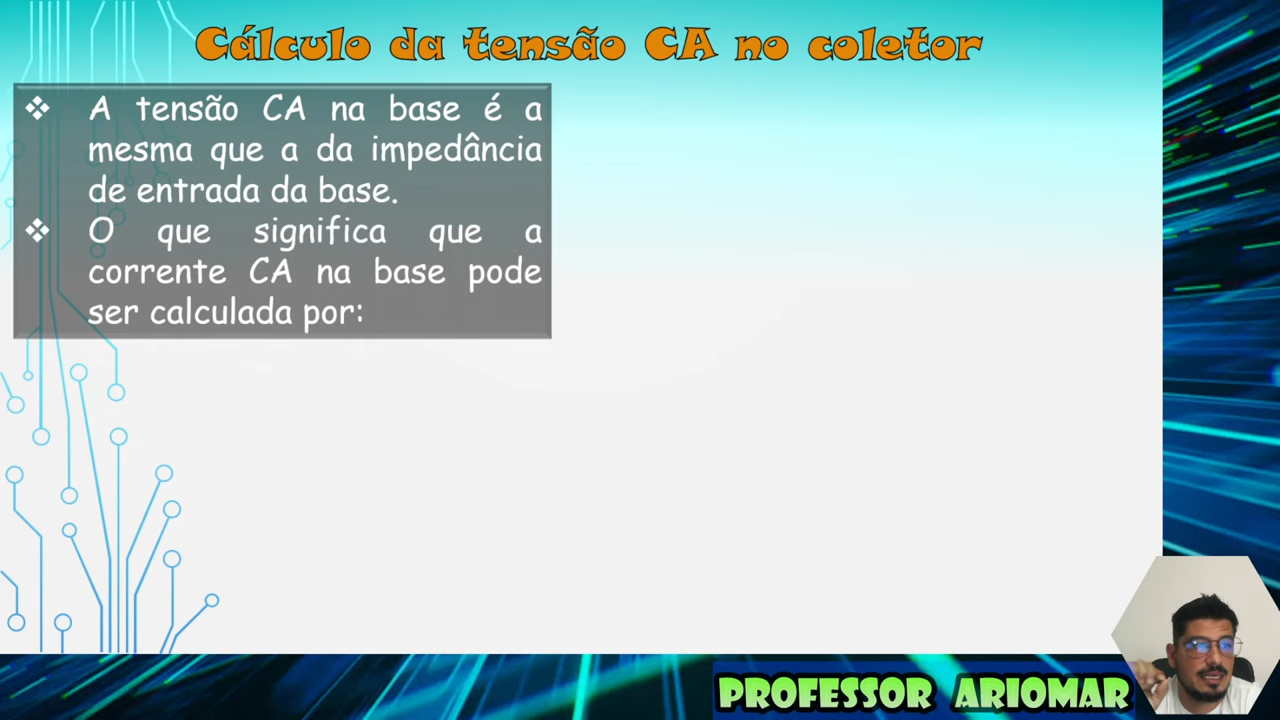 Cálculo da tensão CA no coletor
❖ A tensão CA na base é a
mesma que a da impedância
de entrada da base.
❖ O que significa que a
corrente CA na base pode
ser calculada por:
PROFESSOR ARIOMAR